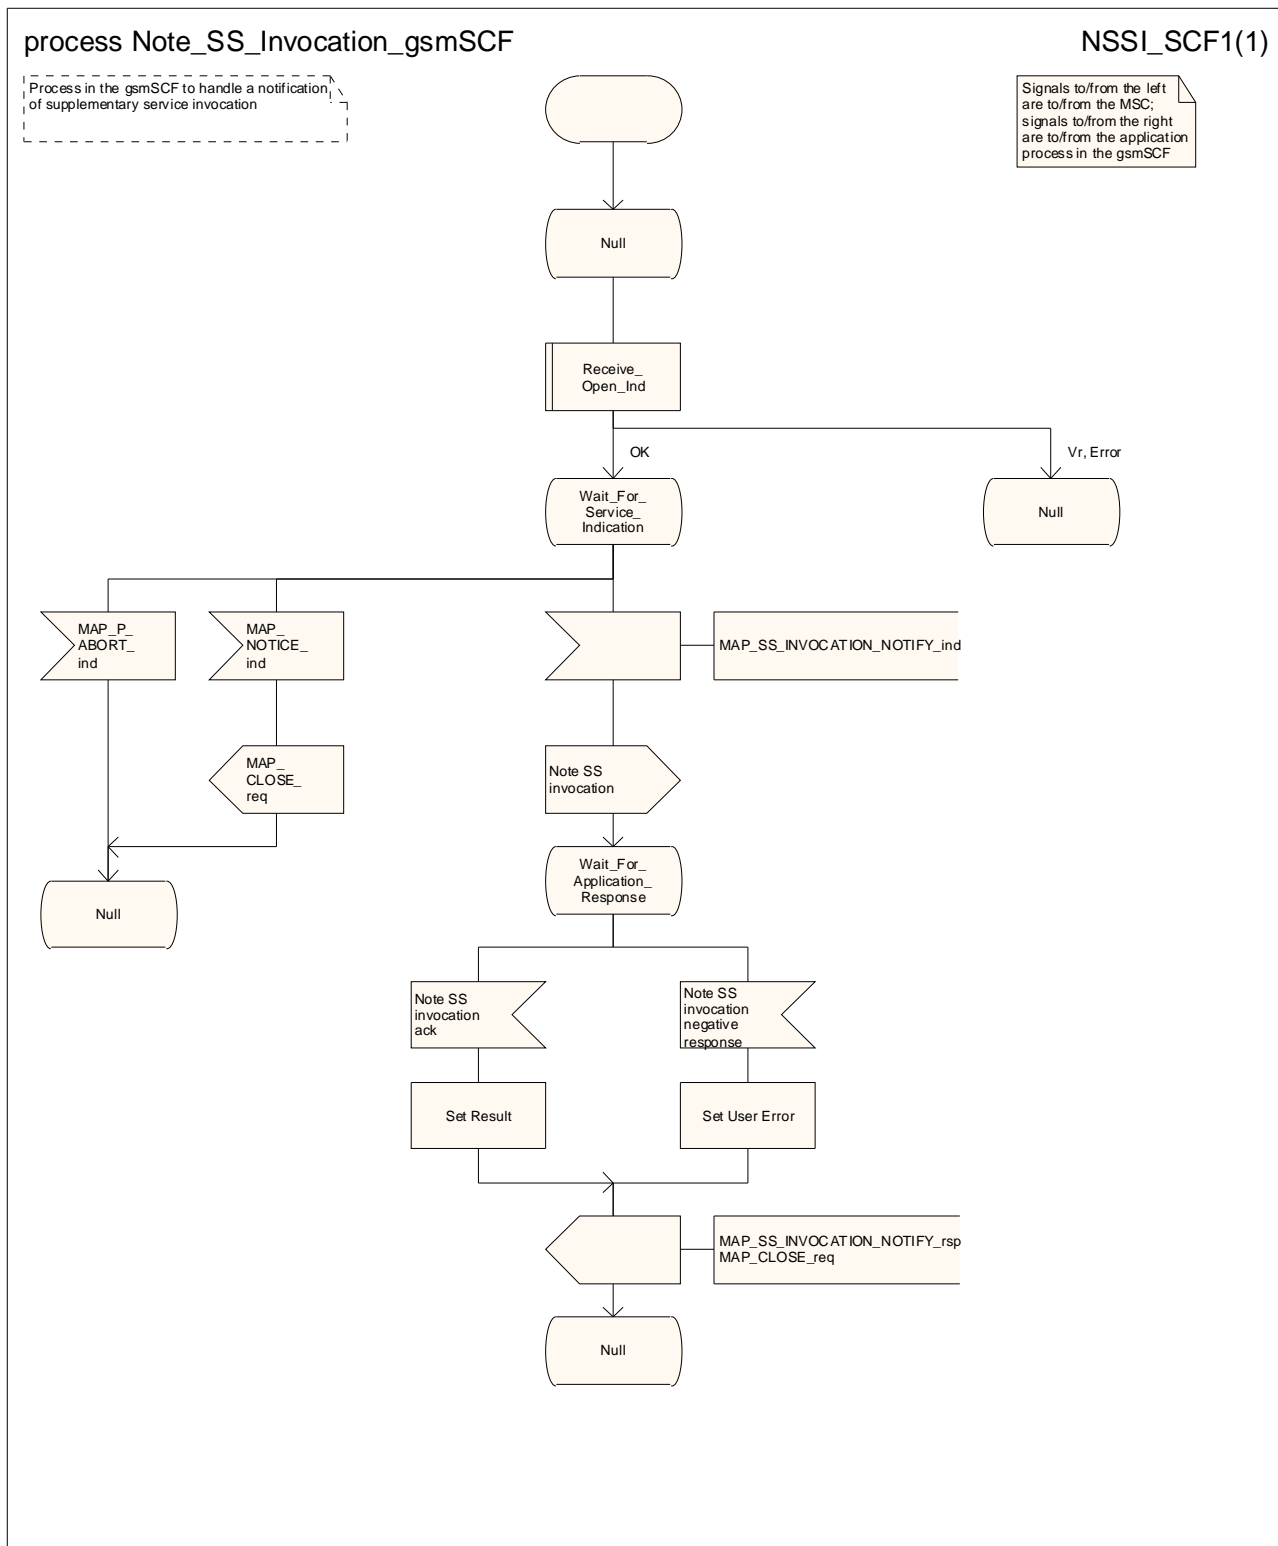 process Note_SS_Invocation_gsmSCF
NSSI_SCF1(1)
Process in the gsmSCF to handle a notification
of supplementary service invocation
Signals to/from the left
are to/from the MSC;
signals to/from the right
are to/from the application
process in the gsmSCF
Null
Receive_
Open_Ind
OK
Vr, Error
Wait_For_
Service_
Indication
Null
MAP_P_
ABORT_
ind
MAP_
NOTICE_
ind
MAP_SS_INVOCATION_NOTIFY_ind
MAP_
CLOSE_
req
Note SS
invocation
Wait_For_
Application_
Response
Null
Note SS
invocation
ack
Note SS
invocation
negative
response
Set Result
Set User Error
MAP_SS_INVOCATION_NOTIFY_rsp
MAP_CLOSE_req
Null